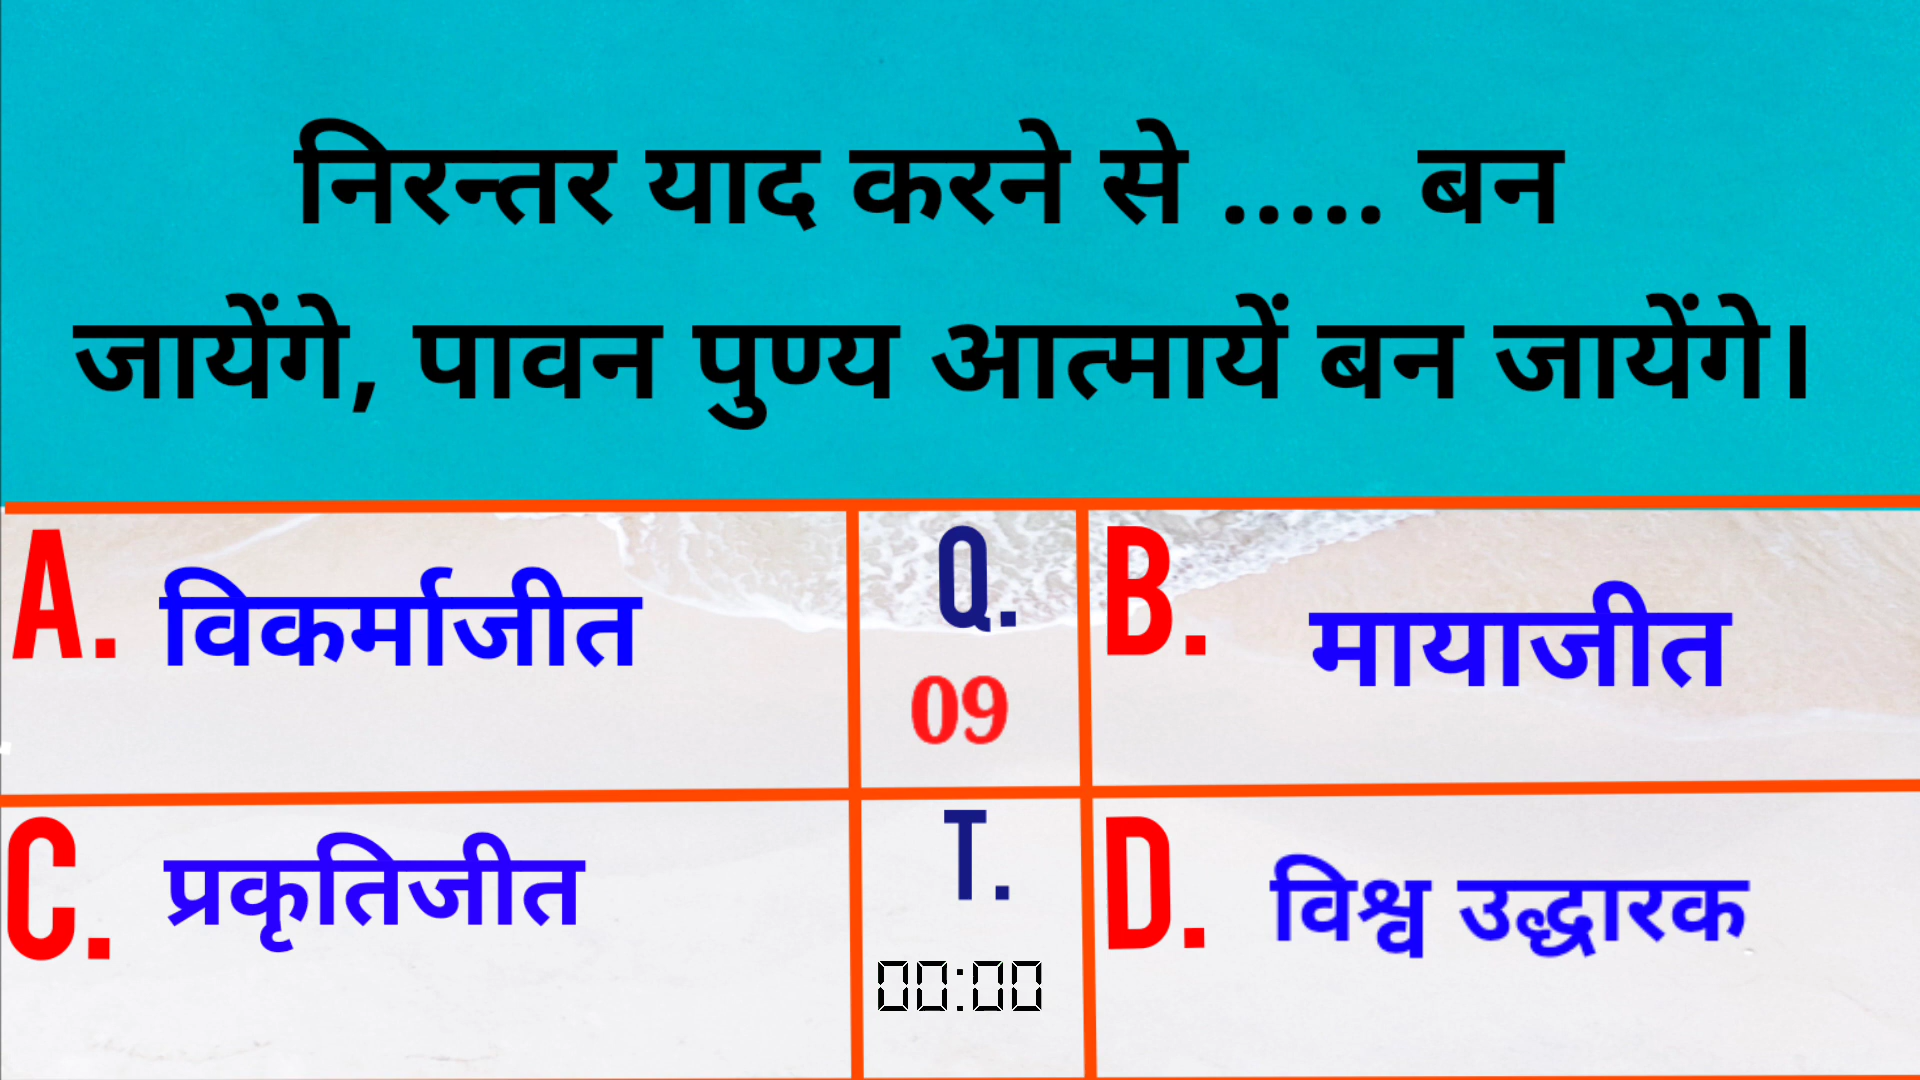 निरन्तर याद करने से ..... बन
जायेंगे, पावन पुण्य आत्मायें बन जायेंगे।
A. विकर्माजीत
Q.
09
B. मायाजीत
C. प्रकृतिजीत
T.
00:00
D. विश्व उद्धारक